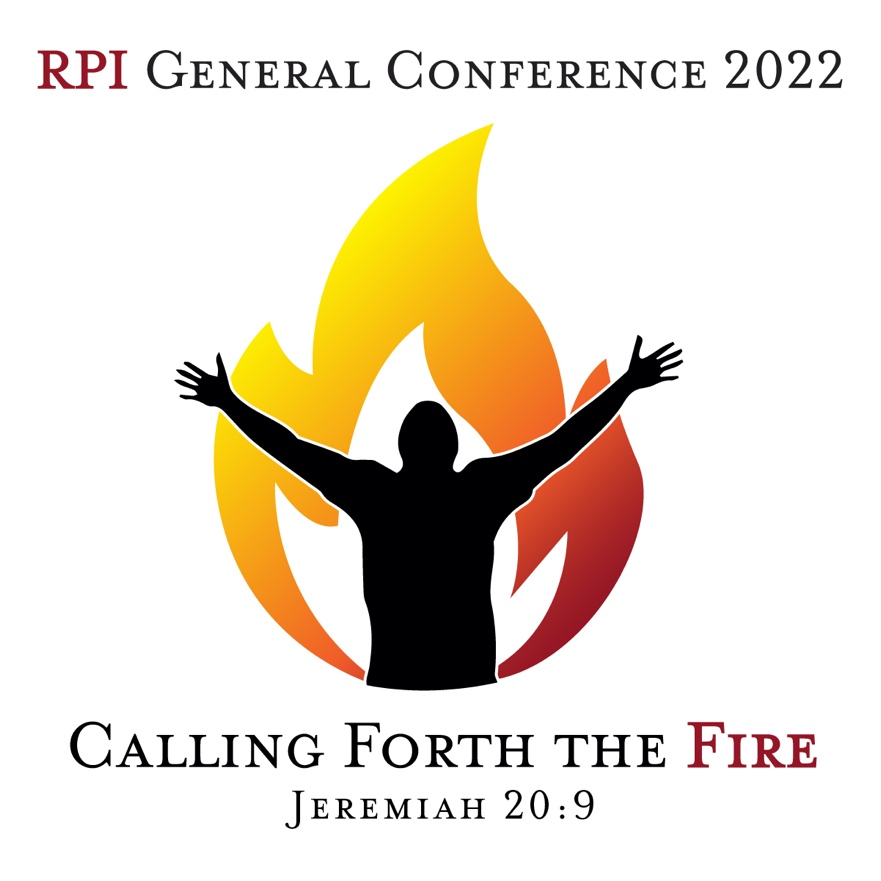 RPI General Conference 2022
Calling Forth the Fire
Jeremiah 20:9